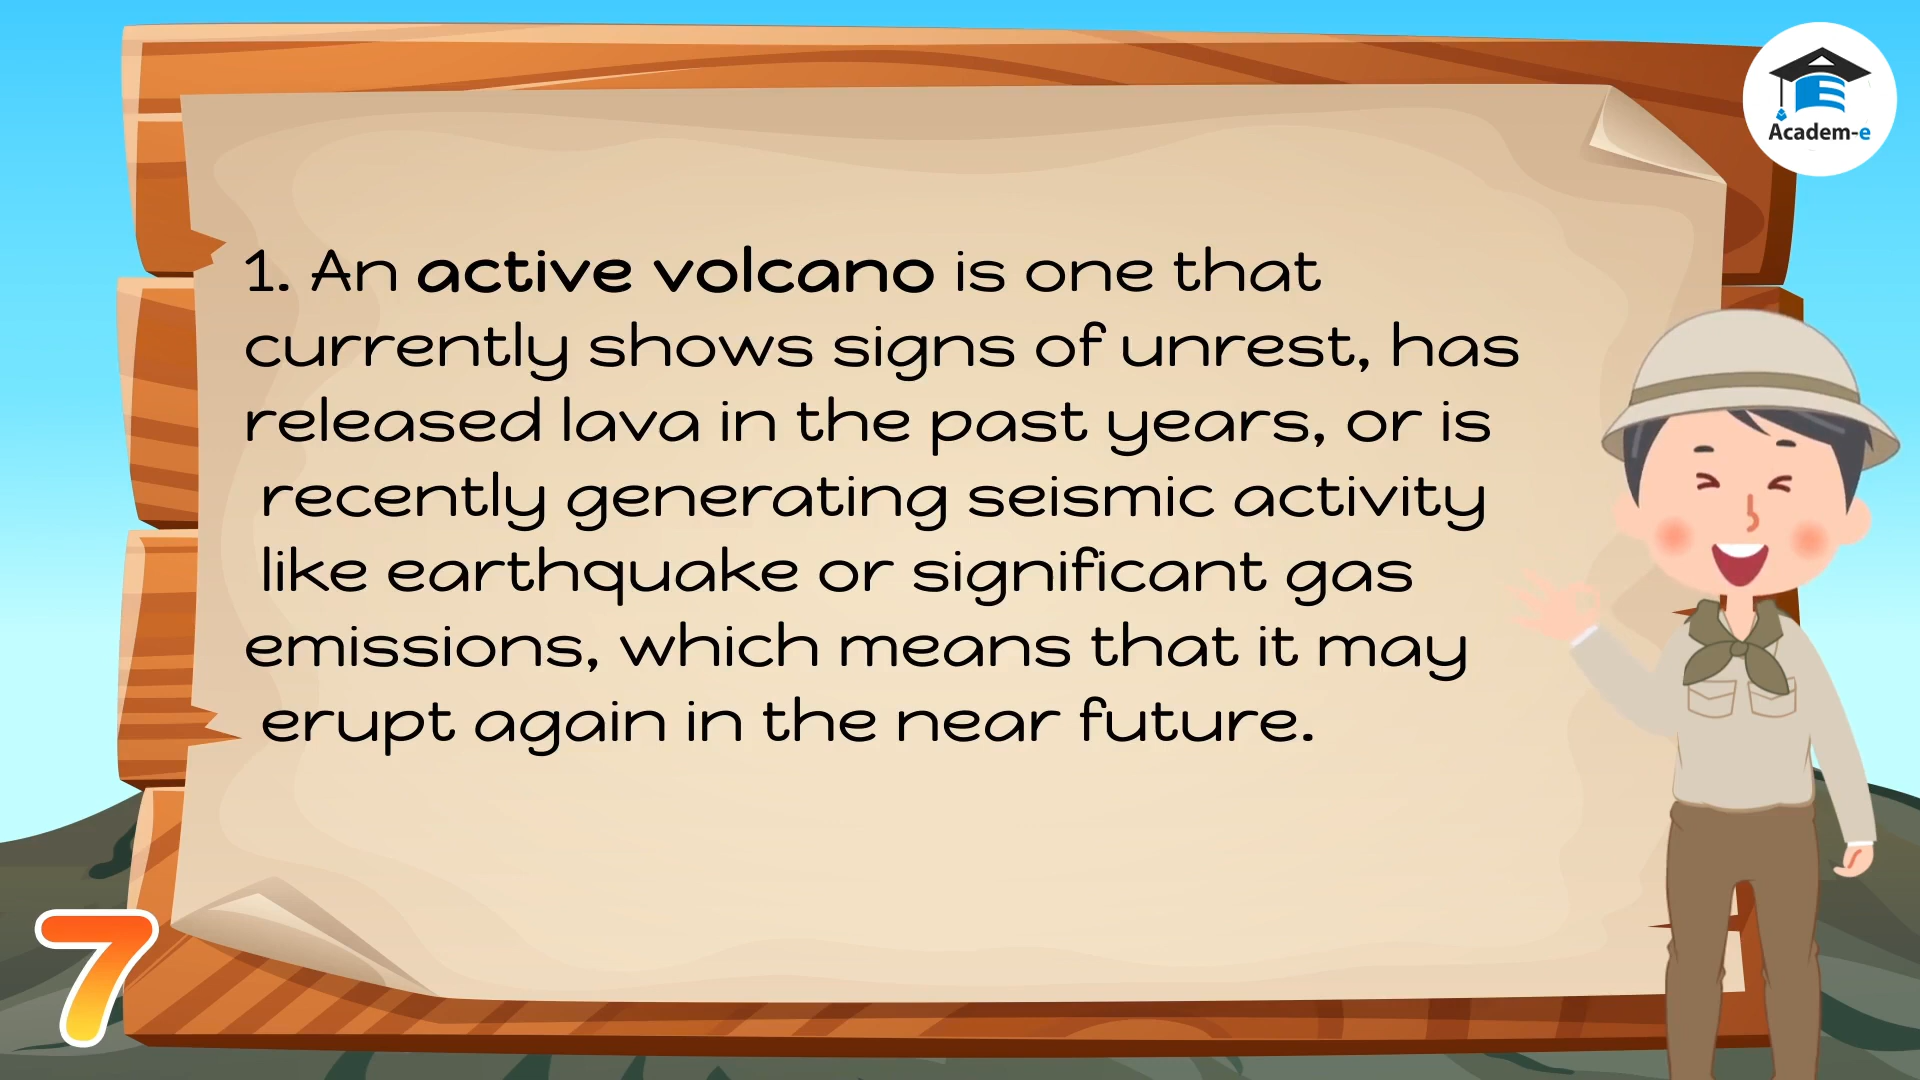 1. An active volcano is one that
currently shows signs of unrest, has
released lava in the past years, or is
recently generating seismic activity
like earthquake or significant gas
emissions, which means that it may
erupt again in the near future.
Academ-e
7